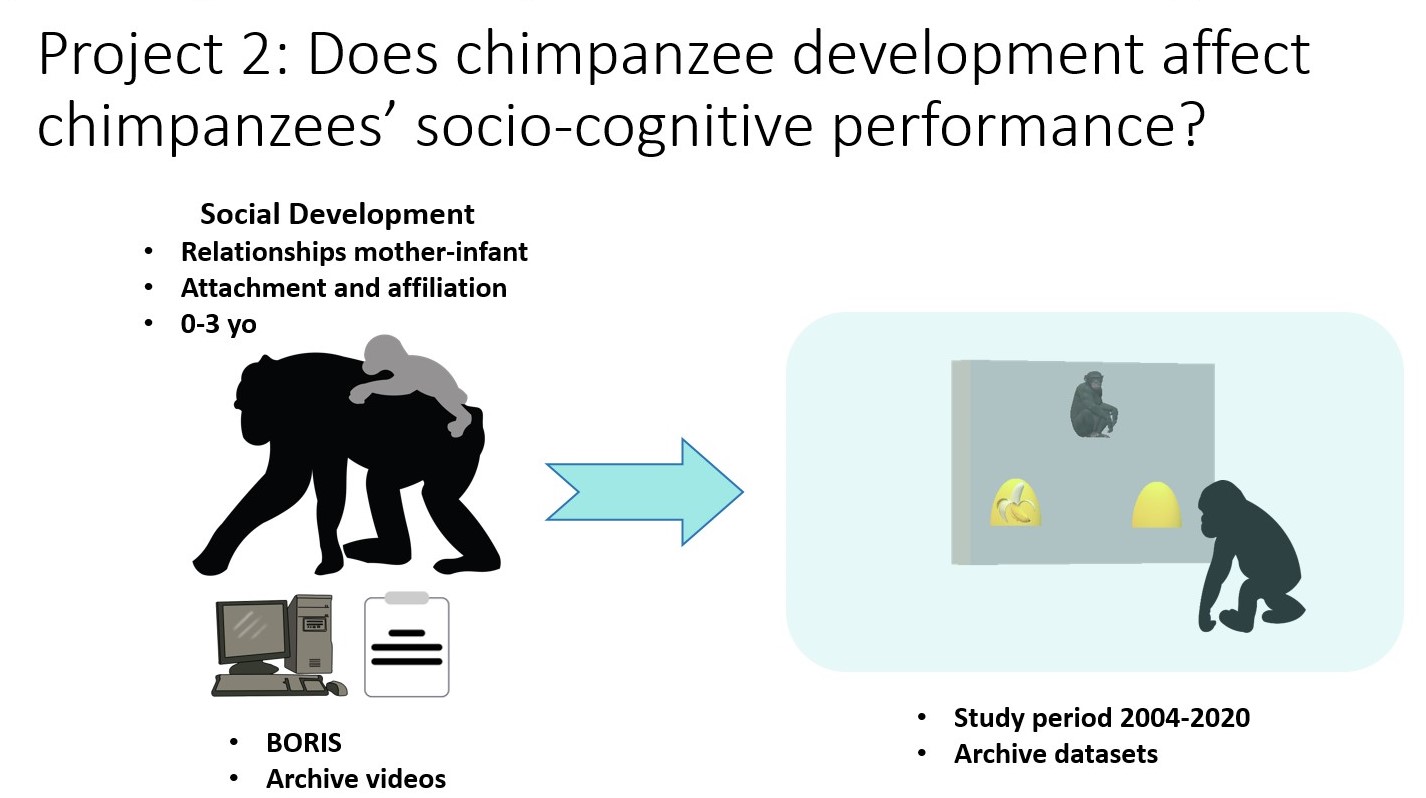 Project 2: Does chimpanzee development affect
chimpanzees’ socio-cognitive performance?
Social Development
• Relationships mother-infant
• Attachment and affiliation
• 0-3 yo
• BORIS
• Archive videos
• Study period 2004-2020
• Archive datasets